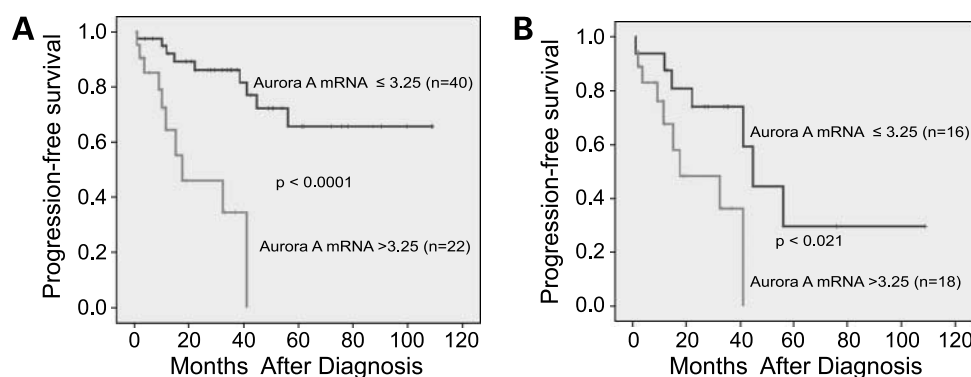 A
Progression-free survival
1.0
0.8
0.6
0.4
0.2
0.0
Aurora A mRNA ≤ 3.25 (n=40)
p < 0.0001
Aurora A mRNA >3.25 (n=22)
0 20 40 60 80 100 120
Months After Diagnosis
B
Progression-free survival
1.0
0.8
0.6
0.4
0.2
0.0
Aurora A mRNA ≤ 3.25 (n=16)
p < 0.021
Aurora A mRNA >3.25 (n=18)
0 20 40 60 80 100 120
Months After Diagnosis